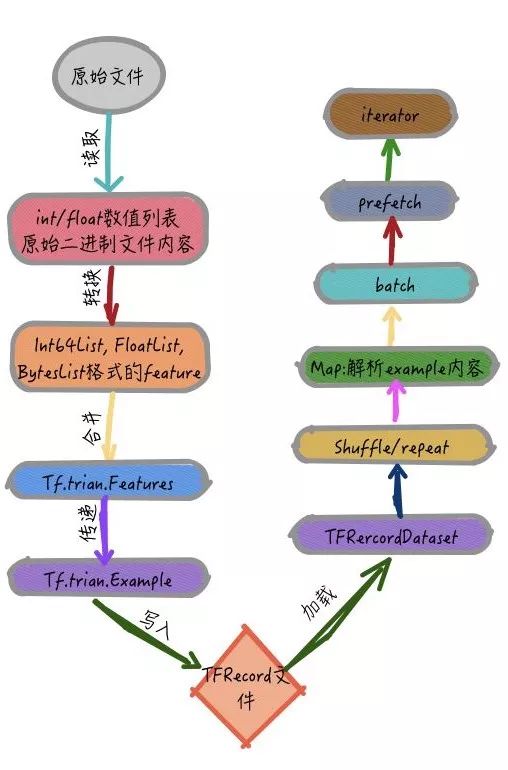 原始文件
读取
int/float数值列表
原始二进制文件内容
转换
Int64List, FloatList,
BytesList格式的feature
合并
Tf.trian.Features
传递
Tf.trian.Example
写入
TFRecord文
件
加载
TFRercordDataset
Shuffle/repeat
Map:解析example内容
batch
prefetch
iterator